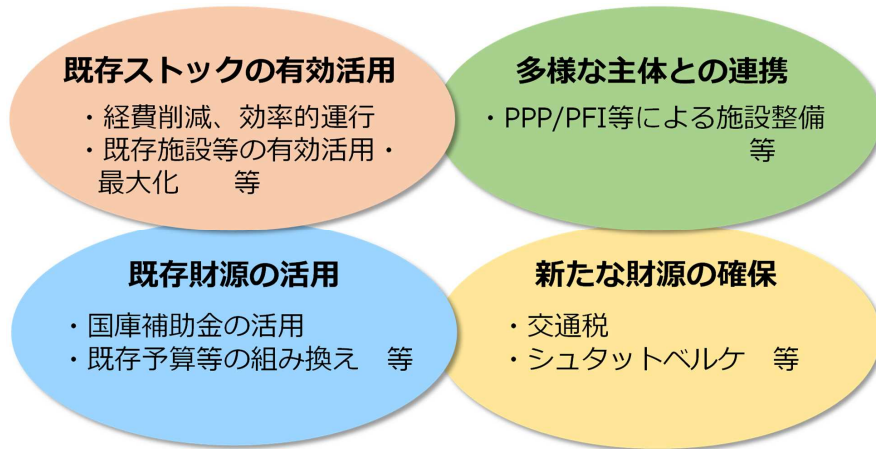 既存ストックの有効活用
・経費削減、効率的運行
・既存施設等の有効活用・
最大化　等
多様な主体との連携
・PPP/PFI等による施設整備
等
既存財源の活用
・国庫補助金の活用
・既存予算等の組み換え　等
新たな財源の確保
・交通税
・シュタットベルケ　等